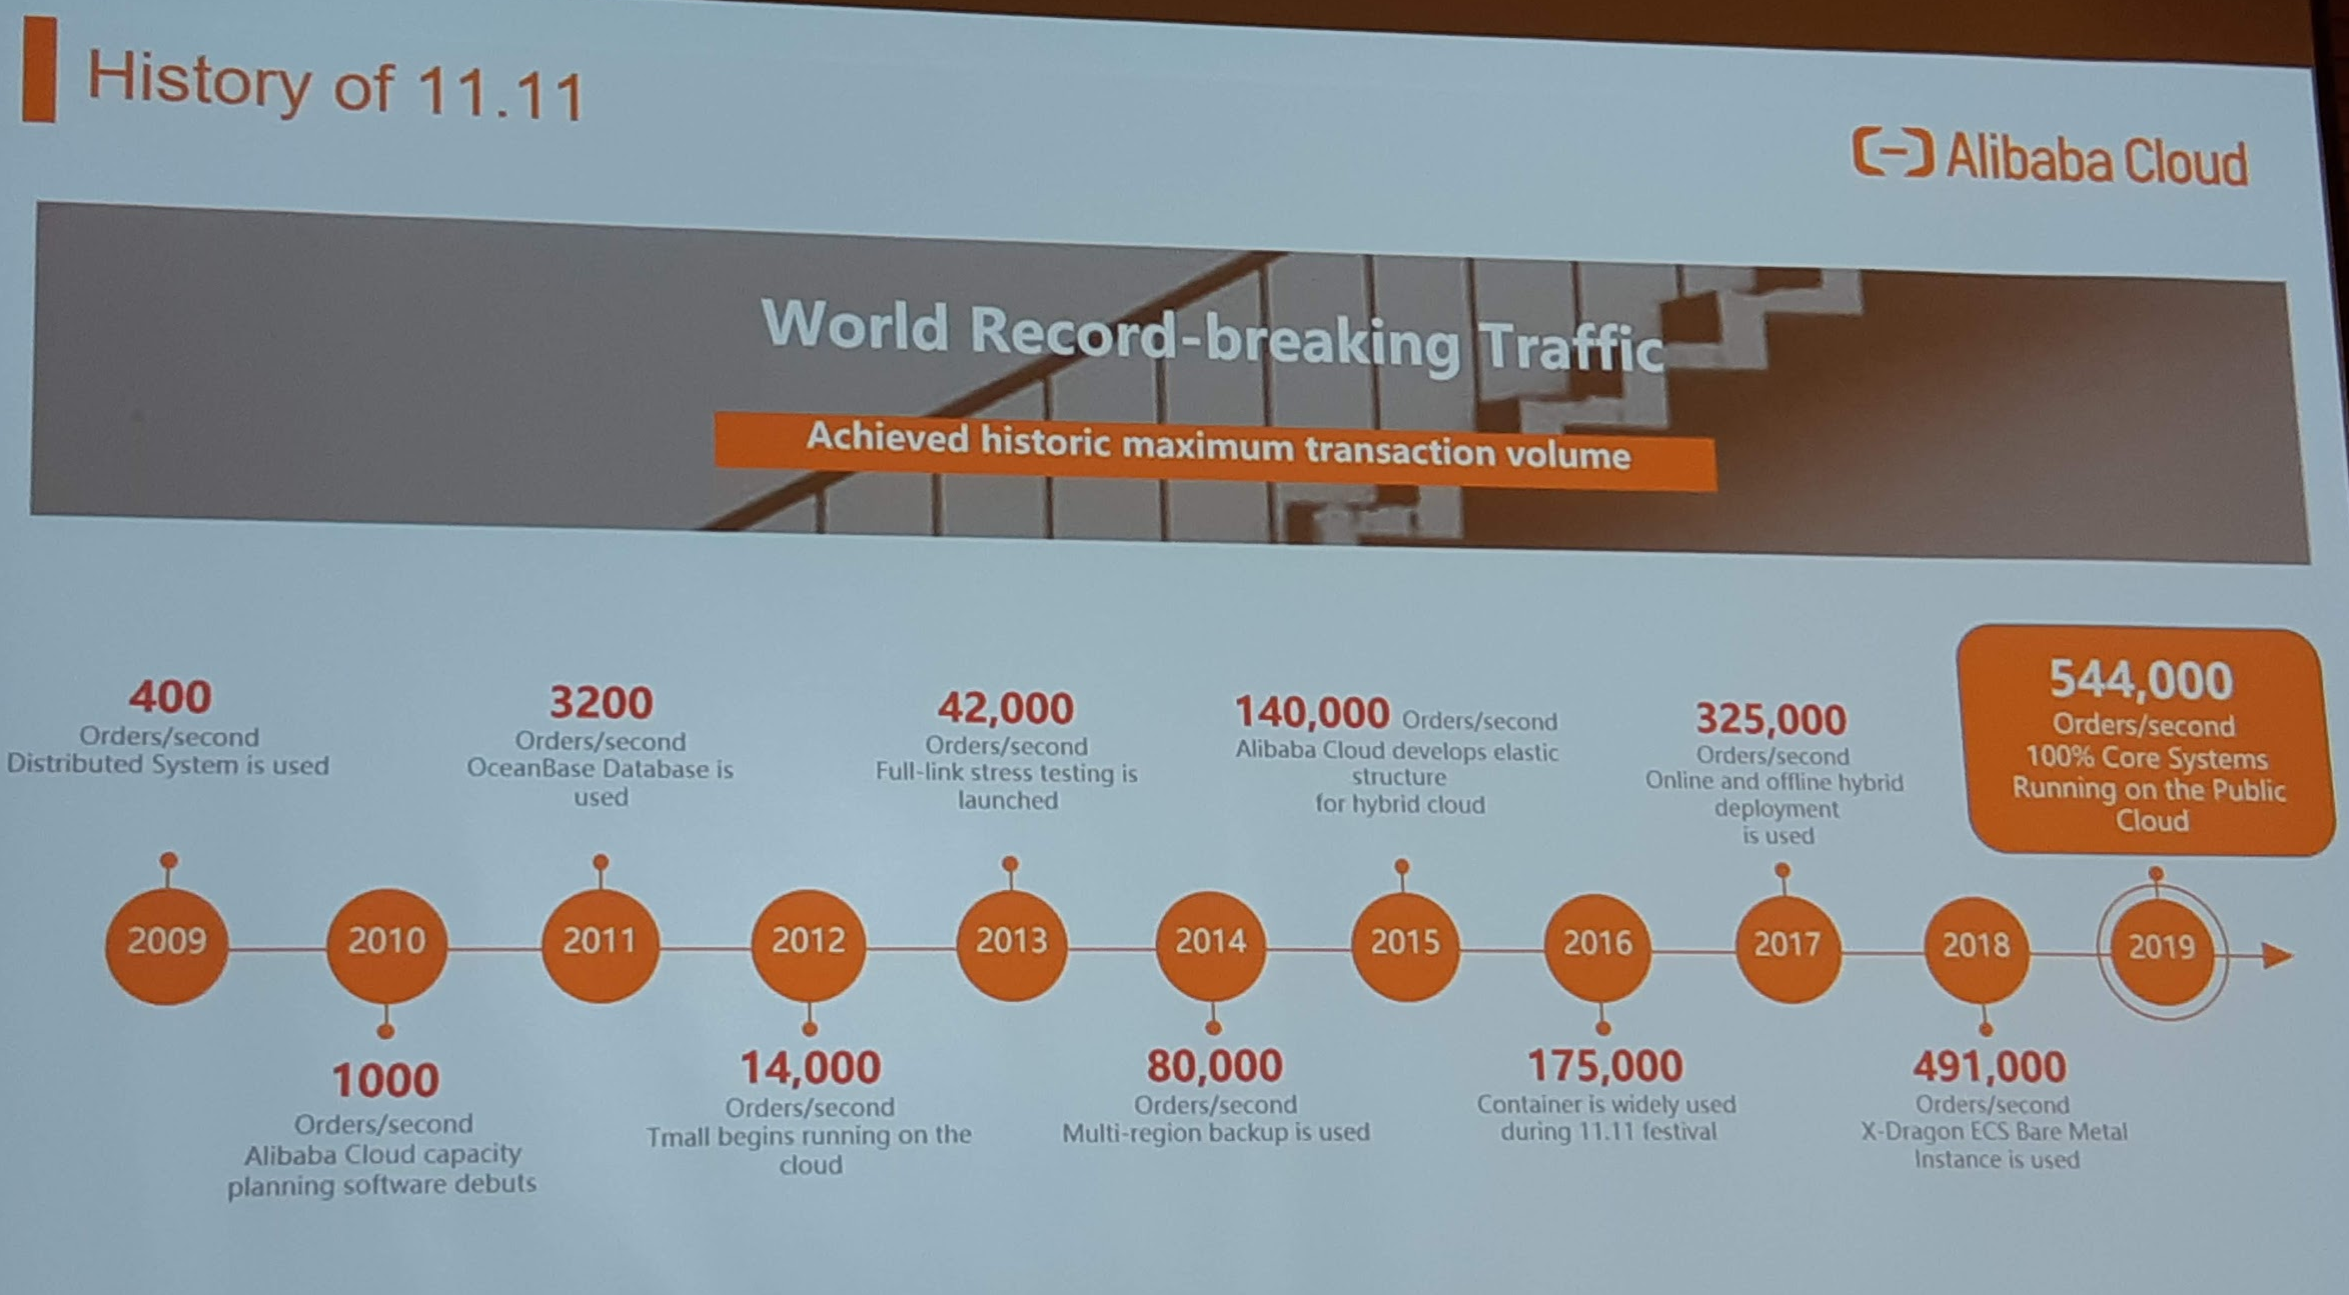 History of 11.11
Alibaba Cloud
World Record-breaking Traffic
Achieved historic maximum transaction volume
400
Orders/second
Distributed System is used
3200
Orders/second
OceanBase Database is
used
42,000
Orders/second
Full-link stress testing is
launched
140,000 Orders/second
Alibaba Cloud develops elastic
structure
for hybrid cloud
325,000
Orders/second
Online and offline hybrid
deployment
is used
544,000
Orders/second
100% Core Systems
Running on the Public
Cloud
2009
2010
2011
2012
2013
2014
2015
2016
2017
2018
2019
1000
Orders/second
Alibaba Cloud capacity
planning software debuts
14,000
Orders/second
Tmall begins running on the
cloud
80,000
Orders/second
Multi-region backup is used
175,000
Container is widely used
during 11.11 festival
491,000
Orders/second
X-Dragon ECS Bare Metal
Instance is used